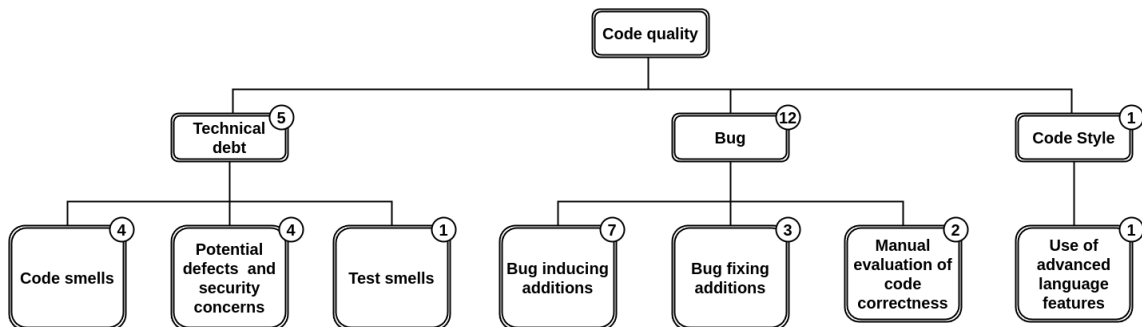 Code quality
5
Technical
debt
12
Bug
1
Code Style
4
Code smells
4
Potential
defects and
security
concerns
1
Test smells
7
Bug inducing
additions
3
Bug fixing
additions
2
Manual
evaluation of
code
correctness
1
Use of
advanced
language
features